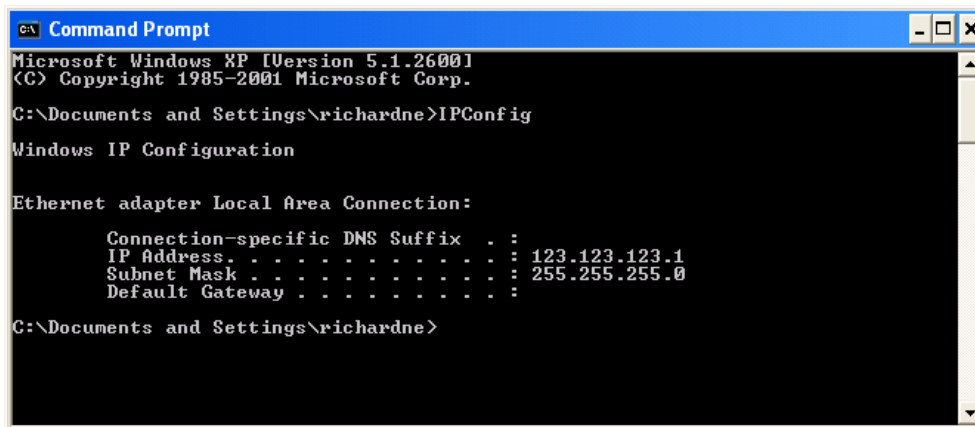 Command Prompt
Microsoft Windows XP [Version 5.1.2600]
(C) Copyright 1985-2001 Microsoft Corp.
C:\Documents and Settings\richardne>IPConfig
Windows IP Configuration
Ethernet adapter Local Area Connection:
Connection-specific DNS Suffix . :
IP Address. . . . . . . . . . . . : 123.123.123.1
Subnet Mask . . . . . . . . . . . : 255.255.255.0
Default Gateway . . . . . . . . . :
C:\Documents and Settings\richardne>